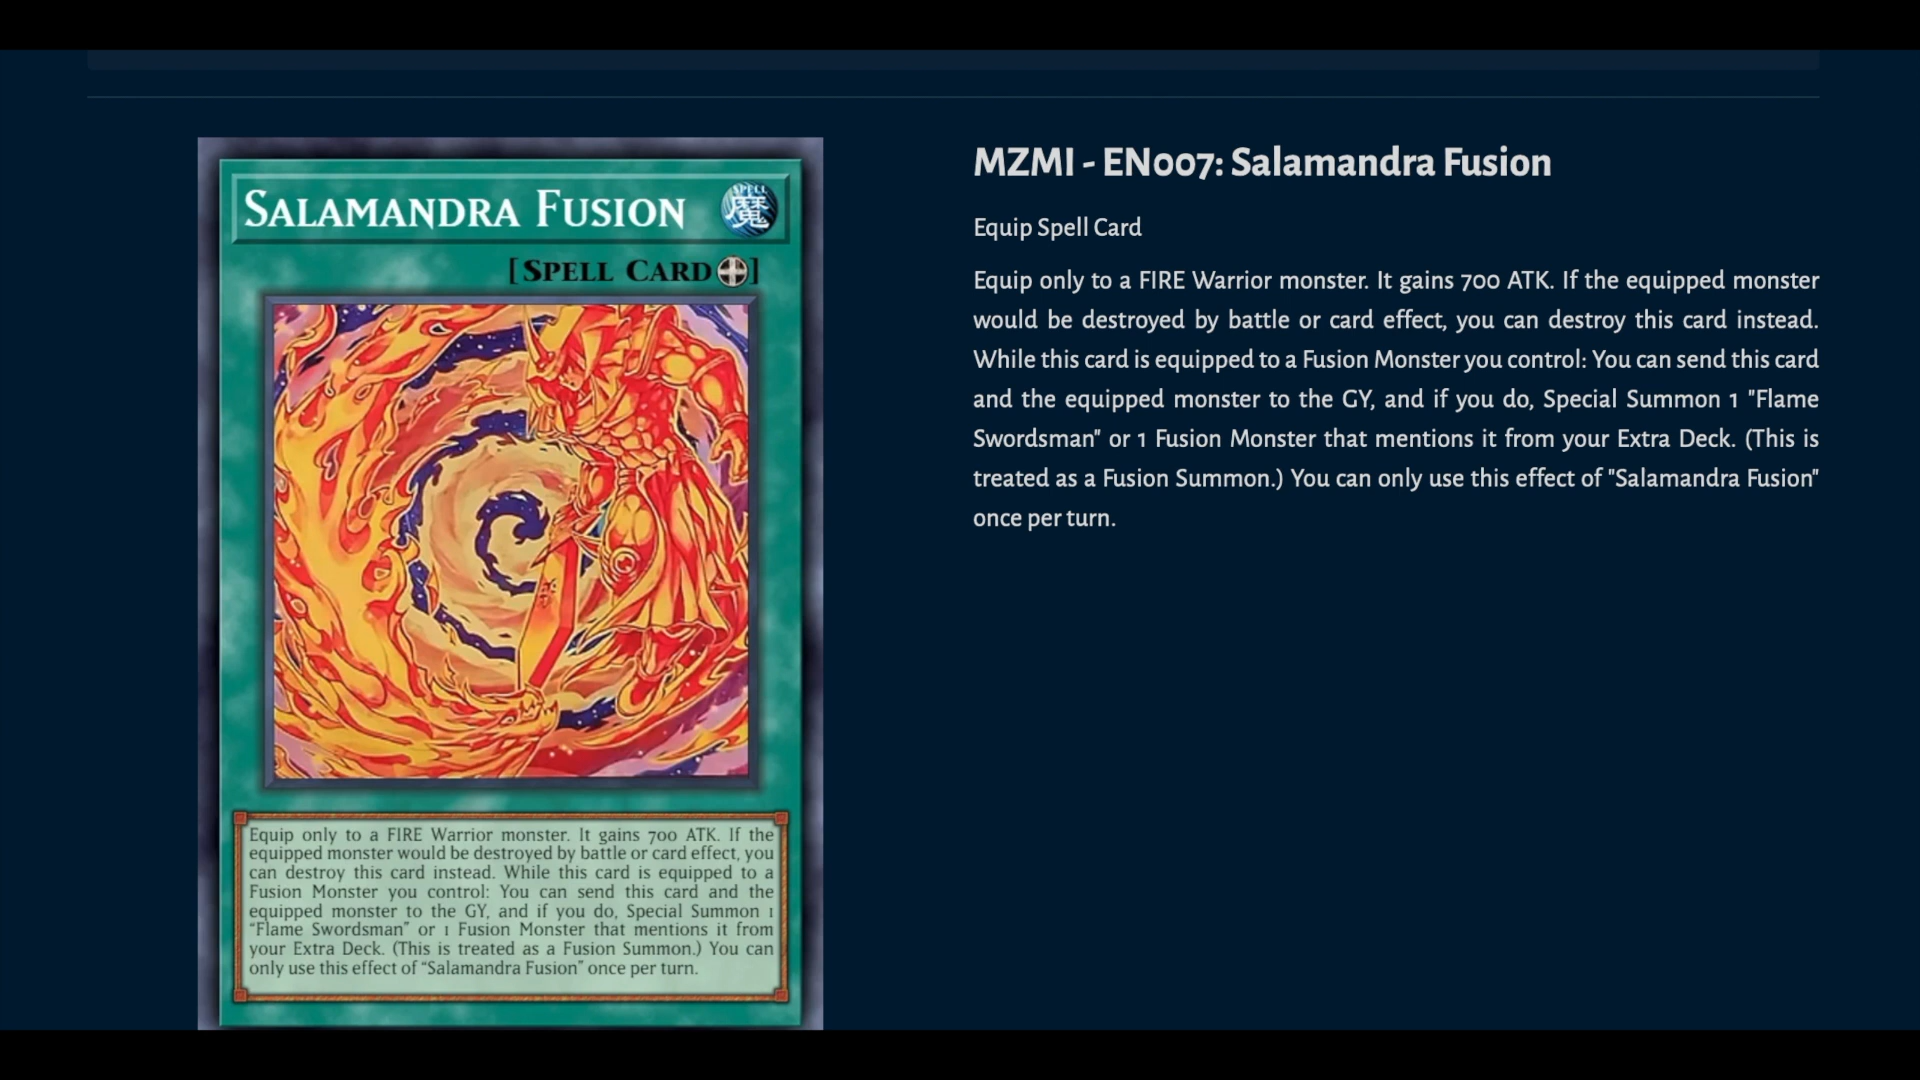 SALAMANDRA FUSION
SPELL
魔
[SPELL CARD]
Equip only to a FIRE Warrior monster. It gains 700 ATK. If the
equipped monster would be destroyed by battle or card effect, you
can destroy this card instead. While this card is equipped to a
Fusion Monster you control: You can send this card and the
equipped monster to the GY, and if you do, Special Summon 1
“Flame Swordsman” or 1 Fusion Monster that mentions it from
your Extra Deck. (This is treated as a Fusion Summon.) You can
only use this effect of “Salamandra Fusion” once per turn.
MZMI - EN007: Salamandra Fusion
Equip Spell Card
Equip only to a FIRE Warrior monster. It gains 700 ATK. If the equipped monster
would be destroyed by battle or card effect, you can destroy this card instead.
While this card is equipped to a Fusion Monster you control: You can send this card
and the equipped monster to the GY, and if you do, Special Summon 1 "Flame
Swordsman" or 1 Fusion Monster that mentions it from your Extra Deck. (This is
treated as a Fusion Summon.) You can only use this effect of "Salamandra Fusion"
once per turn.